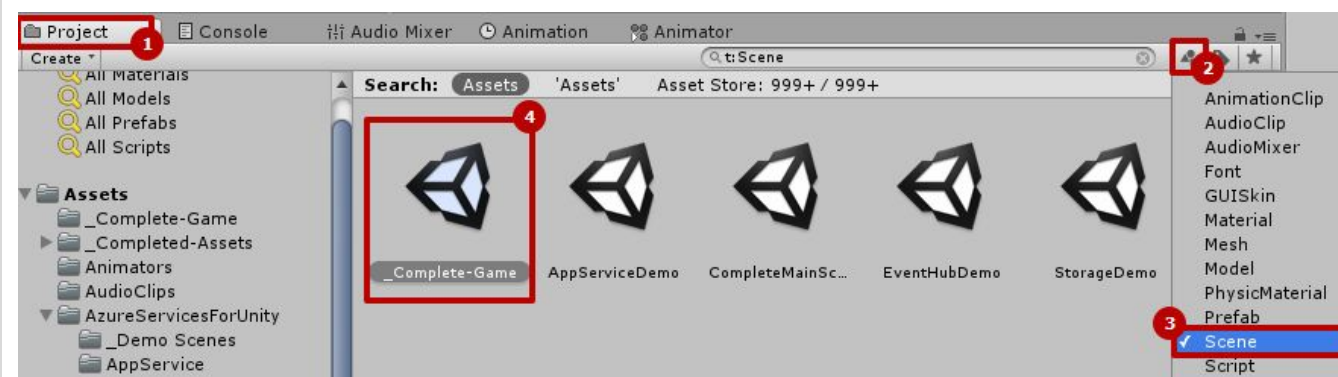 Project
Console
Audio Mixer
Animation
Animator
1
Create
t:Scene
2
All Materials
All Models
All Prefabs
All Scripts
Assets
_Complete-Game
_Completed-Assets
Animators
AudioClips
AzureServicesForUnity
_Demo Scenes
AppService
Search: Assets 'Assets' Asset Store: 999+ / 999+
4
_Complete-Game
AppServiceDemo
CompleteMainSc...
EventHubDemo
StorageDemo
AnimationClip
AudioClip
AudioMixer
Font
GUISkin
Material
Mesh
Model
PhysicMaterial
Prefab
3
Scene
Script